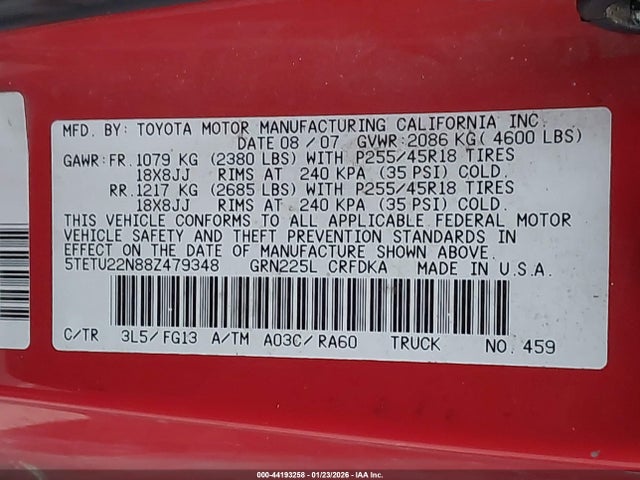 MFD. BY: TOYOTA MOTOR MANUFACTURING CALIFORNIA INC.
DATE 08 / 07 GVWR:2086 KG( 4600 LBS)
GAWR:FR. 1079 KG (2380 LBS) WITH P255/45R18 TIRES
18X8JJ RIMS AT 240 KPA (35 PSI) COLD.
RR. 1217 KG (2685 LBS) WITH P255/45R18 TIRES
18X8JJ RIMS AT 240 KPA (35 PSI) COLD.
THIS VEHICLE CONFORMS TO ALL APPLICABLE FEDERAL MOTOR
VEHICLE SAFETY AND THEFT PREVENTION STANDARDS IN
EFFECT ON THE DATE OF MANUFACTURE SHOWN ABOVE.
5TETU22N88Z479348 GRN225L CRFDKA MADE IN U.S.A.
C/TR 3L5/FG13 A/TM A03C/RA60 TRUCK NO. 459
000-44193258 - 01/23/2026 - IAA Inc.